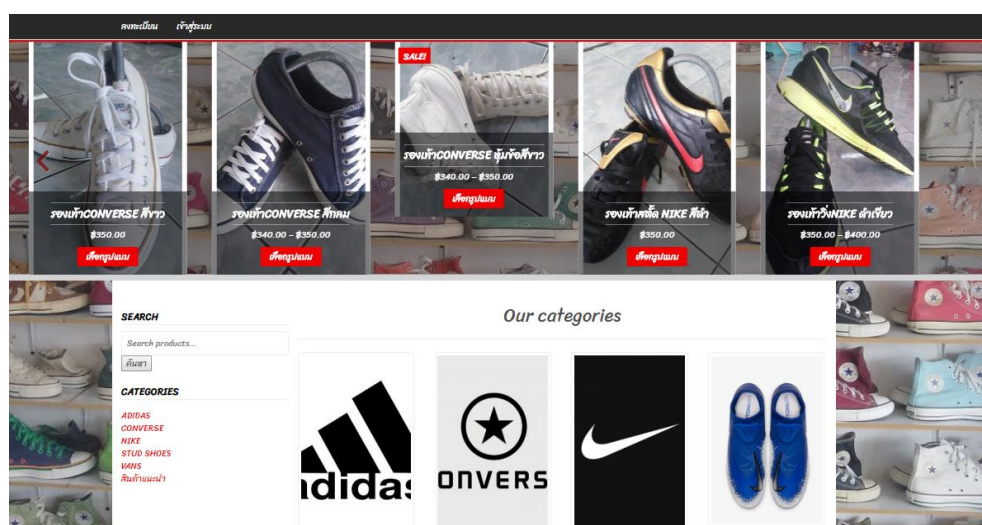 ลงทะเบียน เข้าสู่ระบบ
SALE!
รองเท้าCONVERSE หุ้มข้อสีขาว
฿340.00 – ฿350.00
เลือกรูปแบบ
รองเท้าCONVERSE สีขาว
฿350.00
เลือกรูปแบบ
รองเท้าCONVERSE สีกลม
฿340.00 – ฿350.00
เลือกรูปแบบ
รองเท้าสตั๊ด NIKE สีดำ
฿350.00
เลือกรูปแบบ
รองเท้าวิ่งNIKE ดำเขียว
฿350.00 – ฿400.00
เลือกรูปแบบ
SEARCH
Search products...
ค้นหา
CATEGORIES
ADIDAS
CONVERSE
NIKE
STUD SHOES
VANS
สินค้าแนะนำ
Our categories
adidas
ONVERS